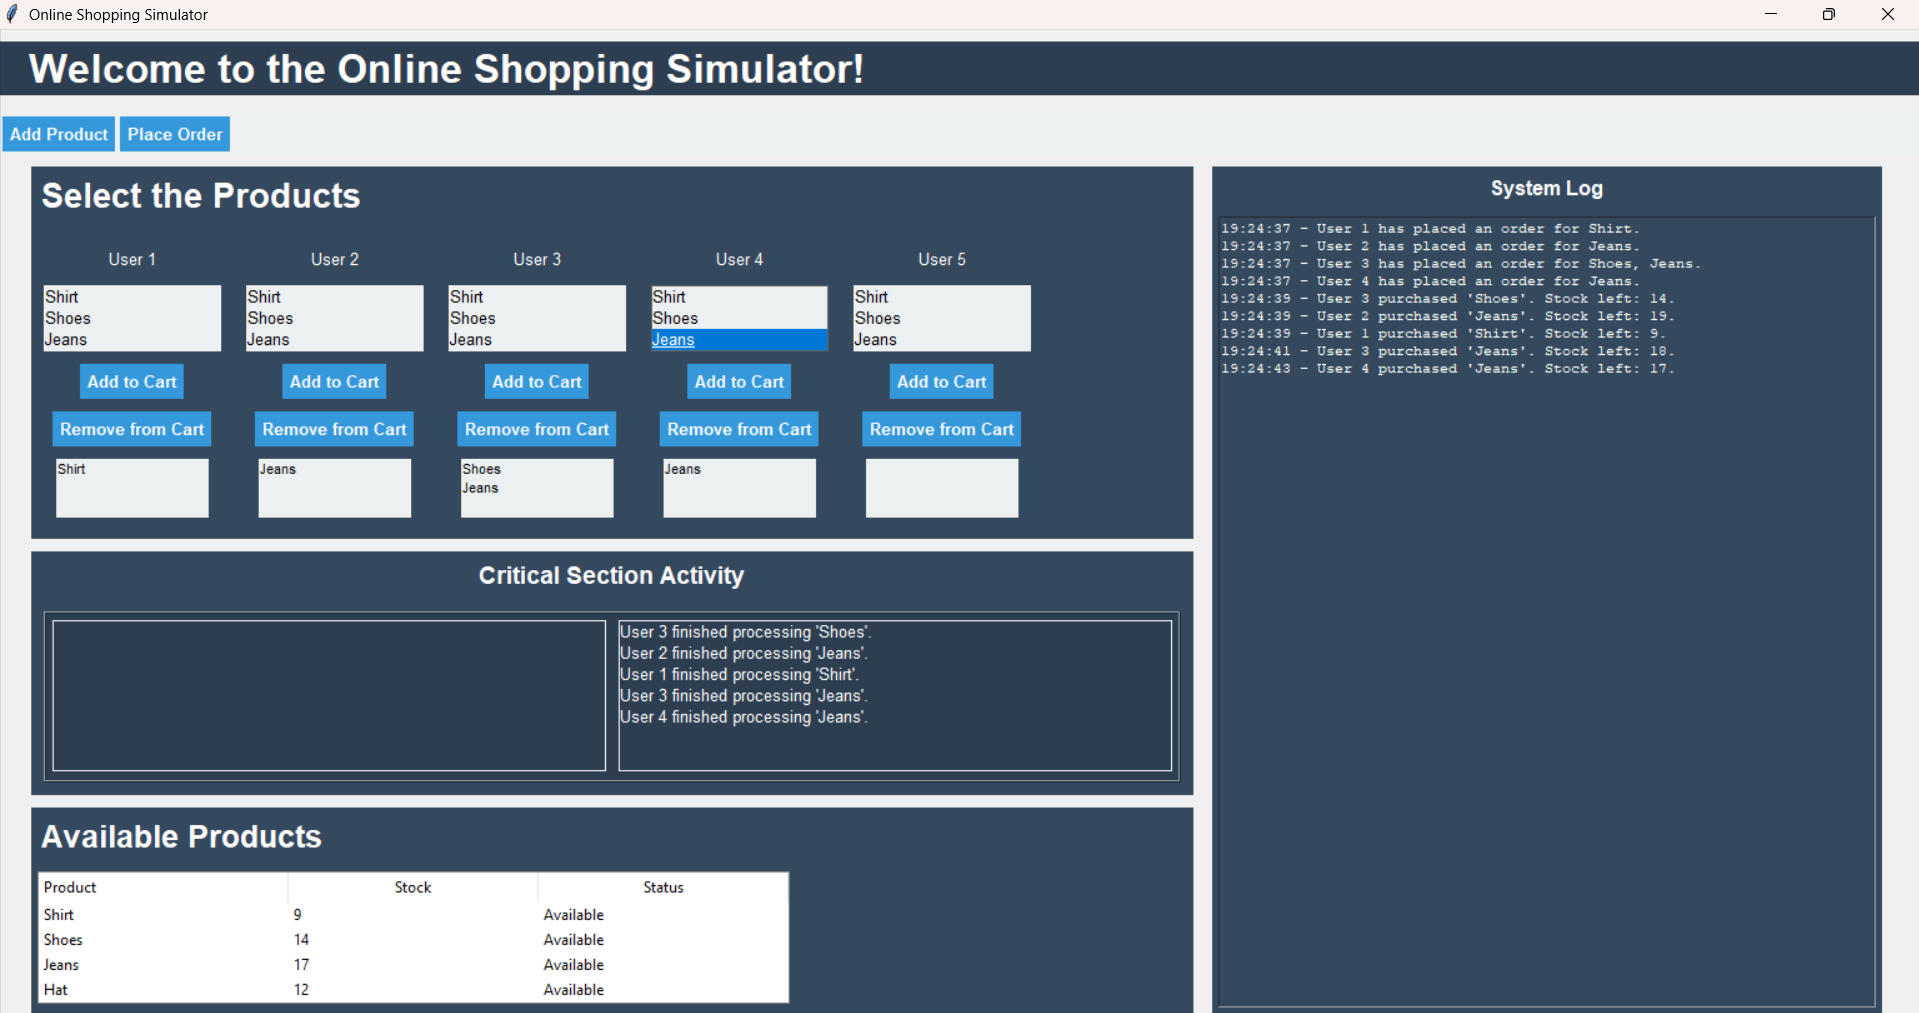 Online Shopping Simulator
Welcome to the Online Shopping Simulator!
Add Product Place Order
Select the Products
User 1 User 2 User 3 User 4 User 5
Shirt Shirt Shirt Shirt Shirt
Shoes Shoes Shoes Shoes Shoes
Jeans Jeans Jeans Jeans Jeans
Add to Cart Add to Cart Add to Cart Add to Cart Add to Cart
Remove from Cart Remove from Cart Remove from Cart Remove from Cart Remove from Cart
Shirt Jeans Shoes Jeans
Jeans
Critical Section Activity
User 3 finished processing 'Shoes'.
User 2 finished processing 'Jeans'.
User 1 finished processing 'Shirt'.
User 3 finished processing 'Jeans'.
User 4 finished processing 'Jeans'.
Available Products
Product Stock Status
Shirt 9 Available
Shoes 14 Available
Jeans 17 Available
Hat 12 Available
System Log
19:24:37 - User 1 has placed an order for Shirt.
19:24:37 - User 2 has placed an order for Jeans.
19:24:37 - User 3 has placed an order for Shoes, Jeans.
19:24:37 - User 4 has placed an order for Jeans.
19:24:39 - User 3 purchased 'Shoes'. Stock left: 14.
19:24:39 - User 2 purchased 'Jeans'. Stock left: 19.
19:24:39 - User 1 purchased 'Shirt'. Stock left: 9.
19:24:41 - User 3 purchased 'Jeans'. Stock left: 18.
19:24:43 - User 4 purchased 'Jeans'. Stock left: 17.